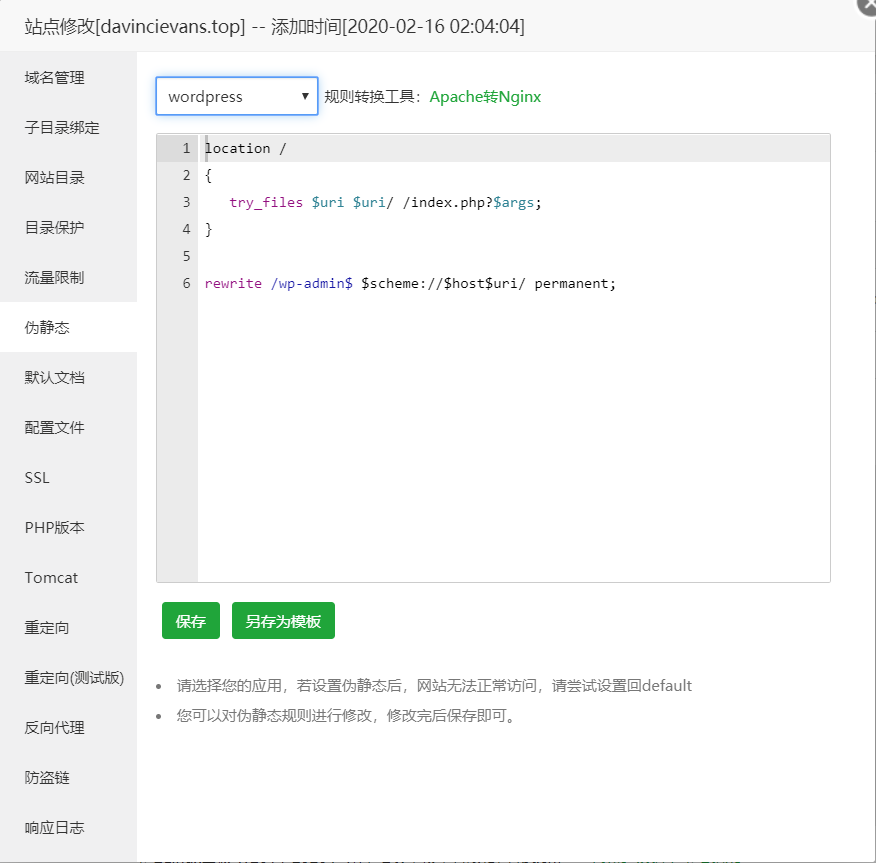 站点修改[davincievans.top] -- 添加时间[2020-02-16 02:04:04]
域名管理
子目录绑定
网站目录
目录保护
流量限制
伪静态
默认文档
配置文件
SSL
PHP版本
Tomcat
重定向
重定向(测试版)
反向代理
防盗链
响应日志
wordpress 规则转换工具：Apache转Nginx
1 location /
2 {
3 try_files $uri $uri/ /index.php?$args;
4 }
5
6 rewrite /wp-admin$ $scheme://$host$uri/ permanent;
保存 另存为模板
• 请选择您的应用，若设置伪静态后，网站无法正常访问，请尝试设置回default
• 您可以对伪静态规则进行修改，修改完后保存即可。